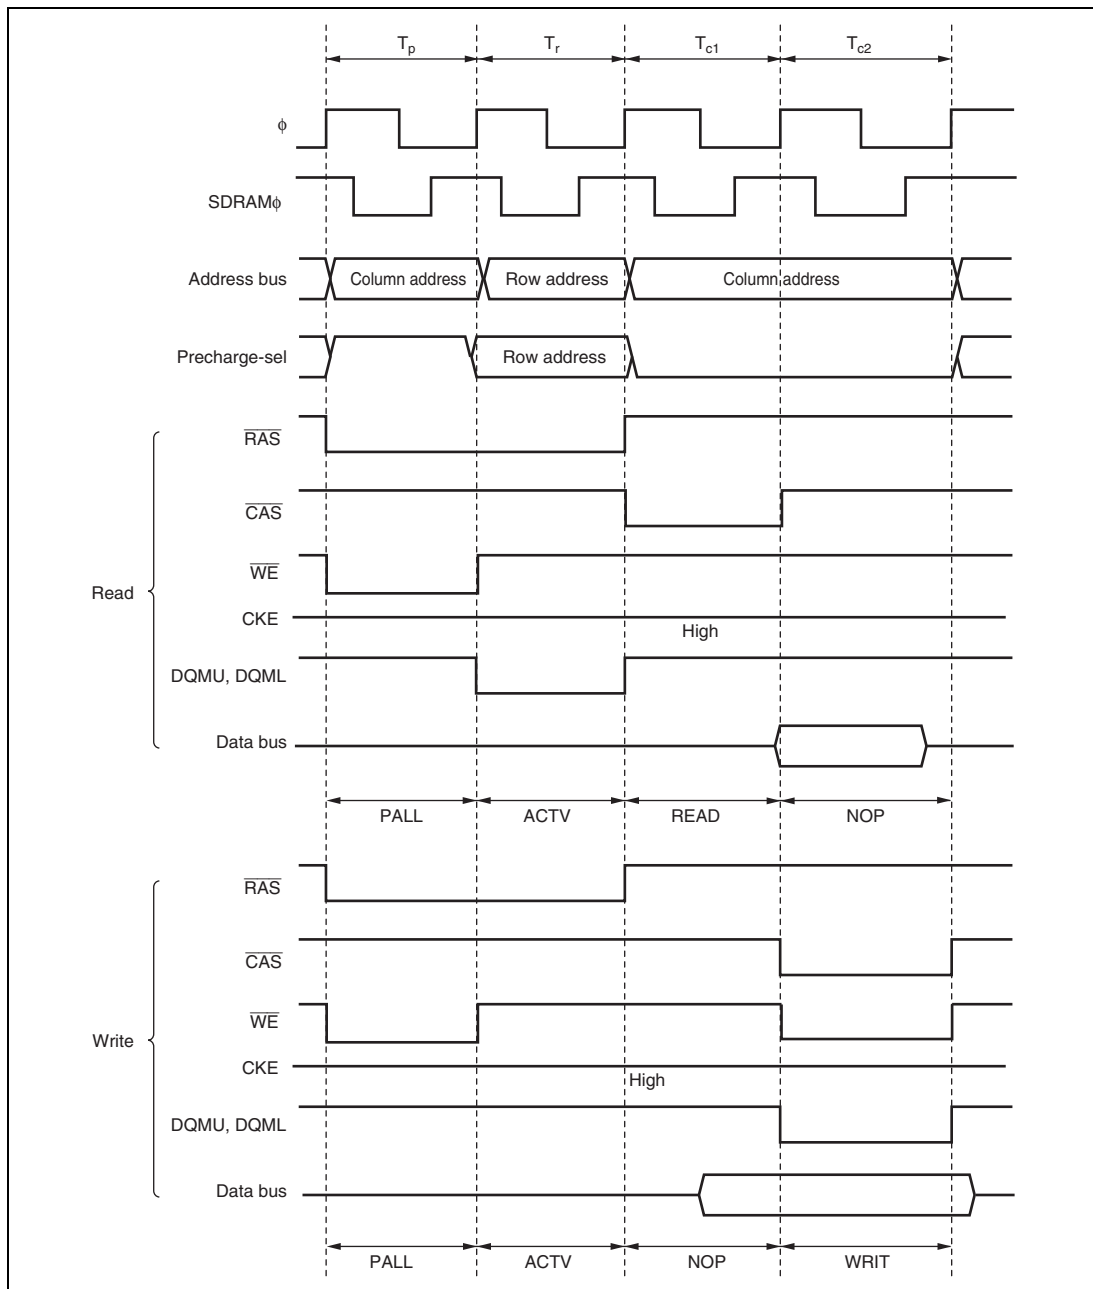 Tp Tr Tc1 Tc2
ϕ
SDRAMϕ
Address bus Column address Row address Column address
Precharge-sel Row address
RAS
CAS
WE
Read
CKE
High
DQMU, DQML
Data bus
PALL ACTV READ NOP
RAS
CAS
WE
Write
CKE
High
DQMU, DQML
Data bus
PALL ACTV NOP WRIT